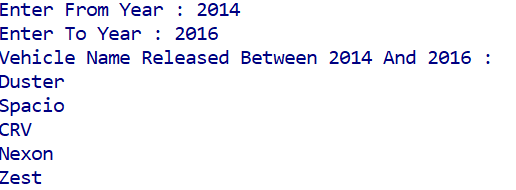 Enter From Year : 2014
Enter To Year : 2016
Vehicle Name Released Between 2014 And 2016 :
Duster
Spacio
CRV
Nexon
Zest